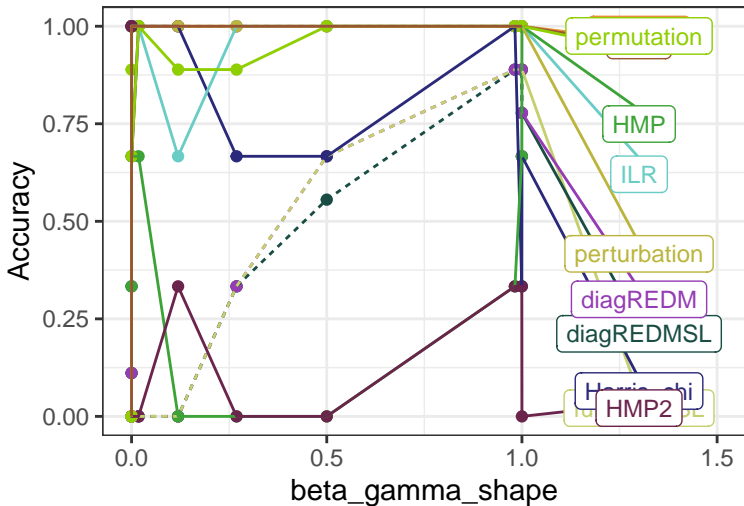 1.00
0.75
0.50
0.25
0.00
Accuracy
permutation
HMP
ILR
perturbation
diagREDM
diagREDMSL
HMP2
0.0
0.5
1.0
1.5
beta_gamma_shape